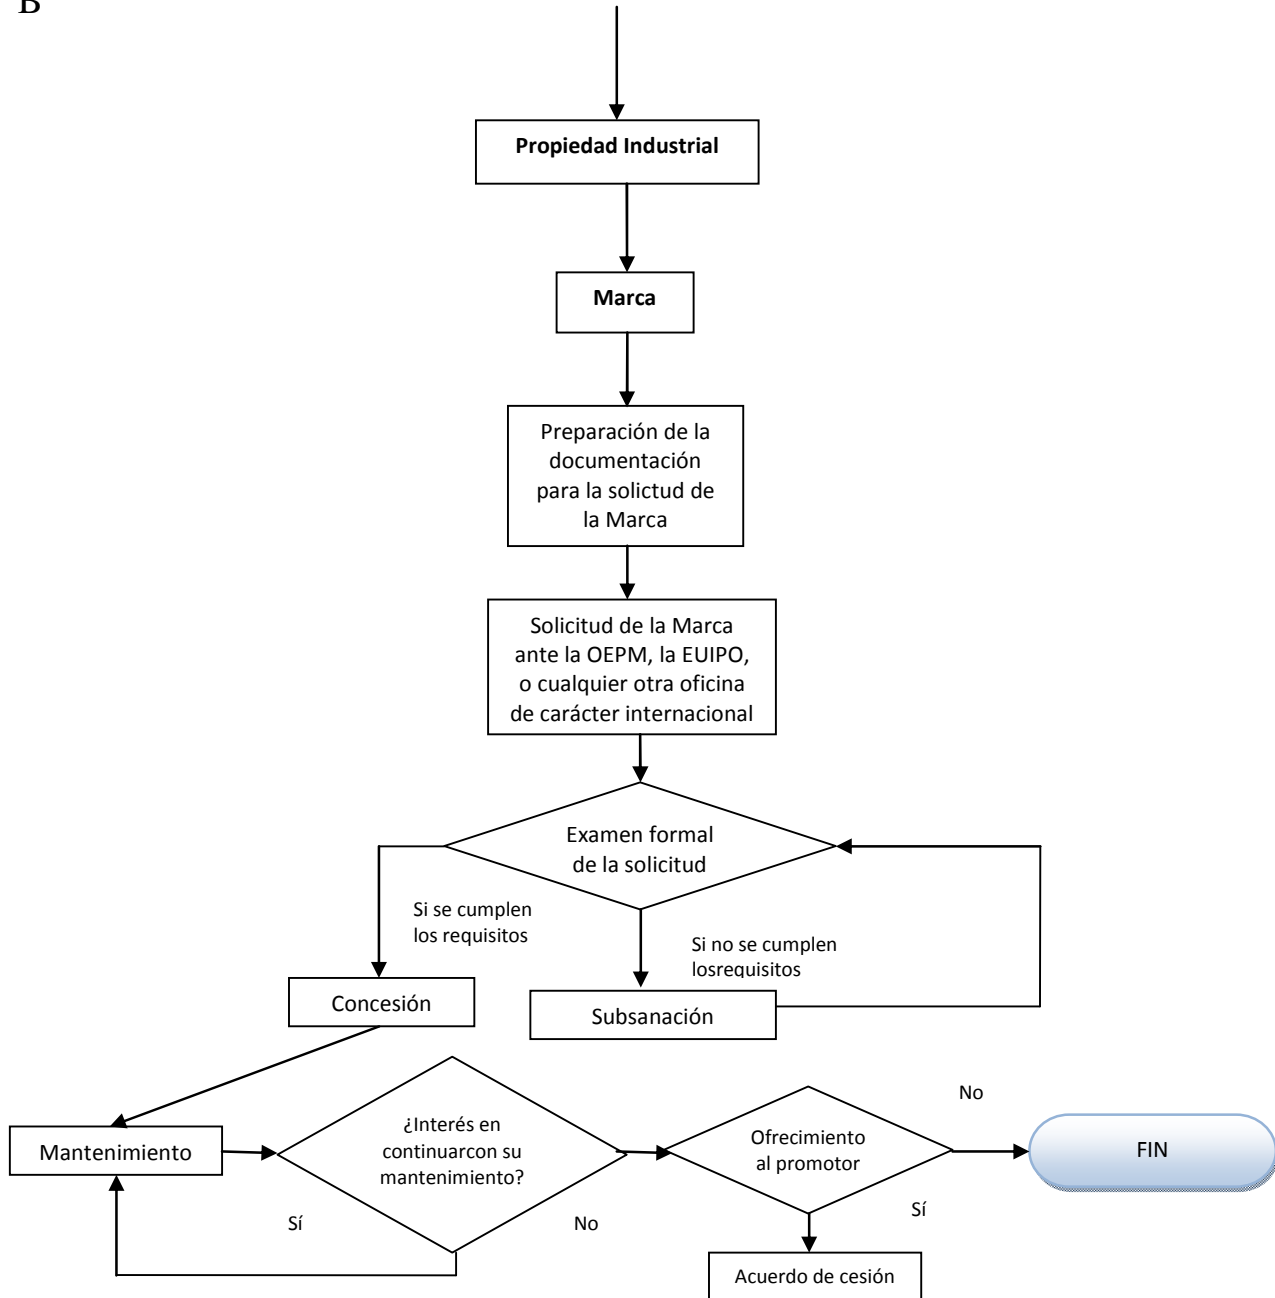 B
Propiedad Industrial
Marca
Preparación de la
documentación
para la solictud de
la Marca
Solicitud de la Marca
ante la OEPM, la EUIPO,
o cualquier otra oficina
de carácter internacional
Examen formal
de la solicitud
Si se cumplen
los requisitos
Si no se cumplen
losrequisitos
Concesión
Subsanación
Mantenimiento
¿Interés en
continuarcon su
mantenimiento?
Sí
No
Ofrecimiento
al promotor
No
Sí
FIN
Acuerdo de cesión